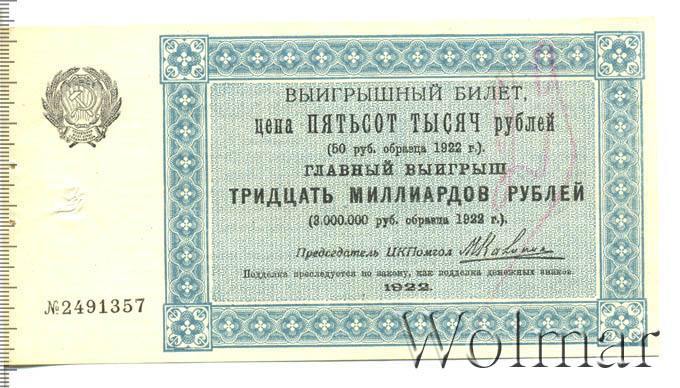 ВЫИГРЫШНЫЙ БИЛЕТ,
цена ПЯТЬСОТ ТЫСЯЧ рублей
(50 руб. образца 1922 г.).
ГЛАВНЫЙ ВЫИГРЫШ
ТРИДЦАТЬ МИЛЛИАРДОВ РУБЛЕЙ
(3.000.000 руб. образца 1922 г.).
Председатель ЦКПомгол МКалинин
Подделка преследуется по закону, как подделка денежных знаков.
1922.
№2491357
Wolmar